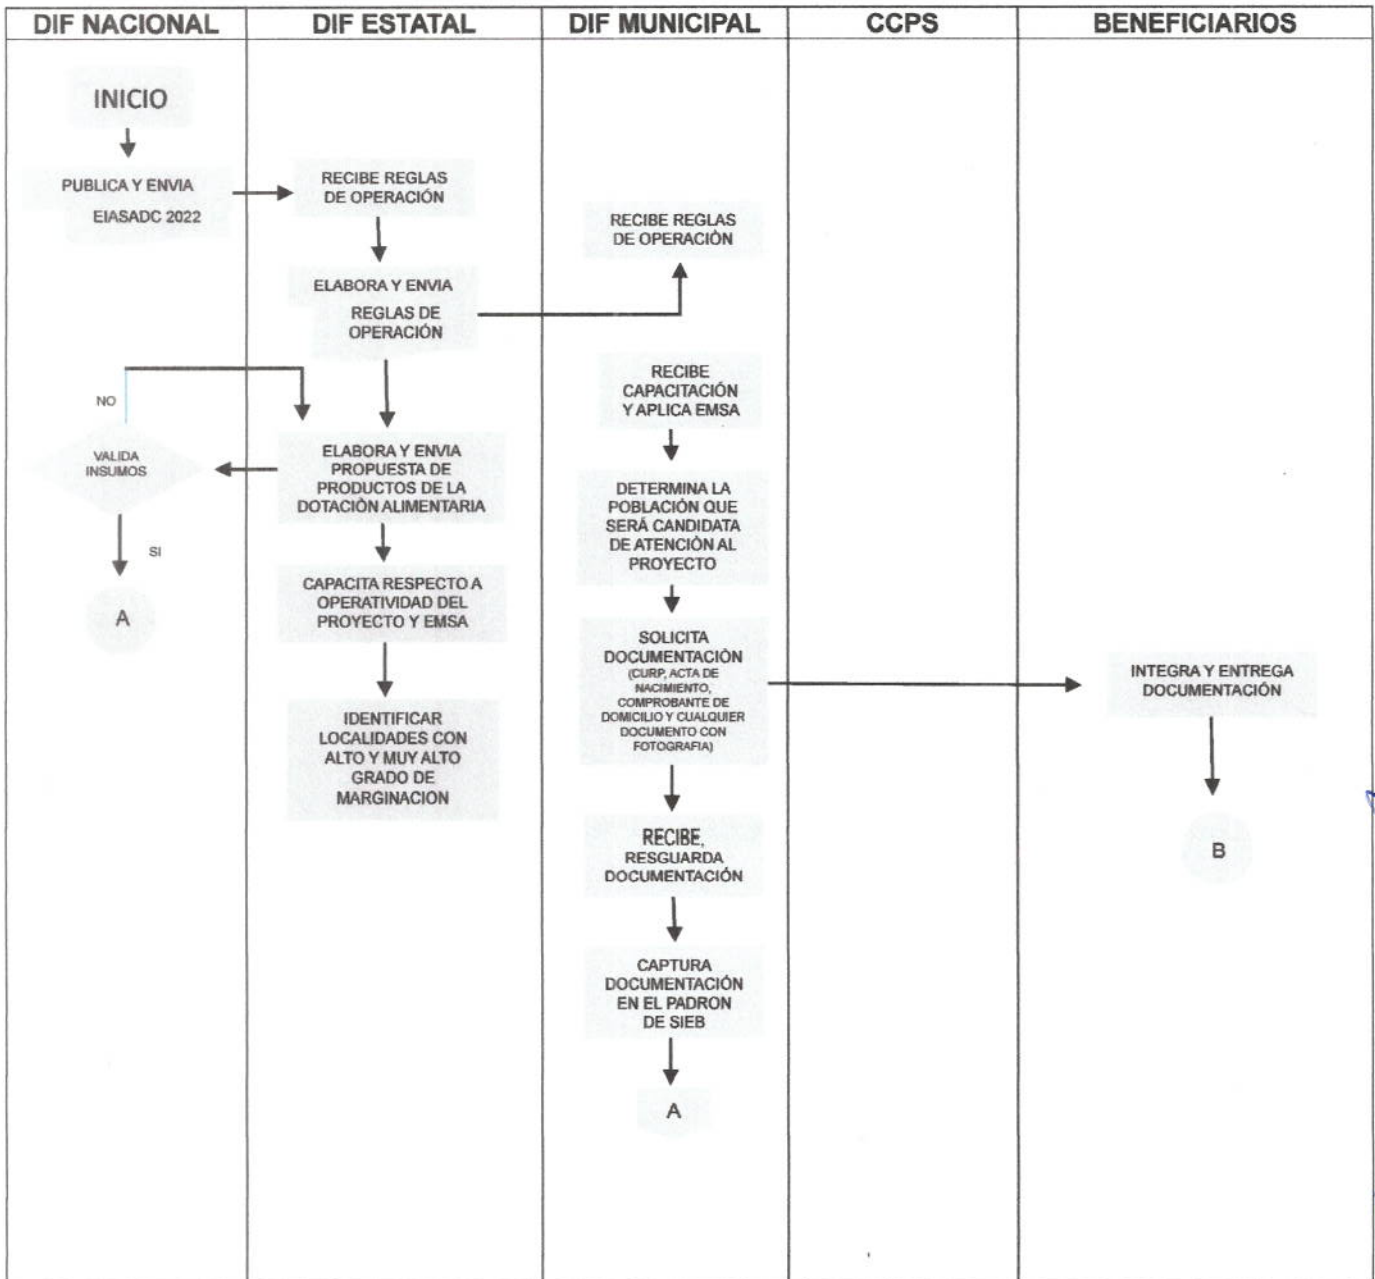 DIF NACIONAL
DIF ESTATAL
DIF MUNICIPAL
CCPS
BENEFICIARIOS
INICIO
PUBLICA Y ENVIA
EIASADC 2022
NO
VALIDA
INSUMOS
SI
A
RECIBE REGLAS
DE OPERACIÓN
ELABORA Y ENVIA
REGLAS DE
OPERACIÓN
ELABORA Y ENVIA
PROPUESTA DE
PRODUCTOS DE LA
DOTACIÓN ALIMENTARIA
CAPACITA RESPECTO A
OPERATIVIDAD DEL
PROYECTO Y EMSA
IDENTIFICAR
LOCALIDADES CON
ALTO Y MUY ALTO
GRADO DE
MARGINACION
RECIBE REGLAS
DE OPERACIÓN
RECIBE
CAPACITACIÓN
Y APLICA EMSA
DETERMINA LA
POBLACIÓN QUE
SERÁ CANDIDATA
DE ATENCIÓN AL
PROYECTO
SOLICITA
DOCUMENTACIÓN
(CURP, ACTA DE
NACIMIENTO,
COMPROBANTE DE
DOMICILIO Y CUALQUIER
DOCUMENTO CON
FOTOGRAFIA)
RECIBE,
RESGUARDA
DOCUMENTACIÓN
CAPTURA
DOCUMENTACIÓN
EN EL PADRON
DE SIEB
A
INTEGRA Y ENTREGA
DOCUMENTACIÓN
B